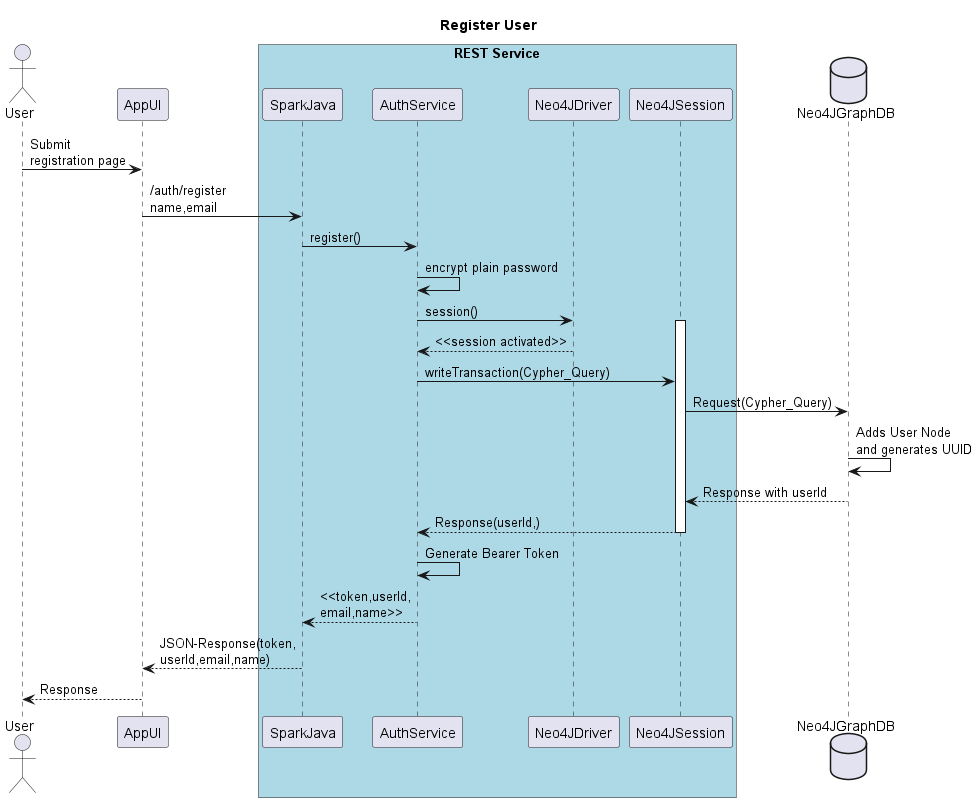 Register User
REST Service
User
AppUI
SparkJava
AuthService
Neo4JDriver
Neo4JSession
Neo4JGraphDB
Submit
registration page
/auth/register
name,email
register()
encrypt plain password
session()
<<session activated>>
writeTransaction(Cypher_Query)
Request(Cypher_Query)
Adds User Node
and generates UUID
Response with userId
Response(userId,)
Generate Bearer Token
<<token,userId,
email,name>>
JSON-Response(token,
userId,email,name)
Response
User
AppUI
SparkJava
AuthService
Neo4JDriver
Neo4JSession
Neo4JGraphDB